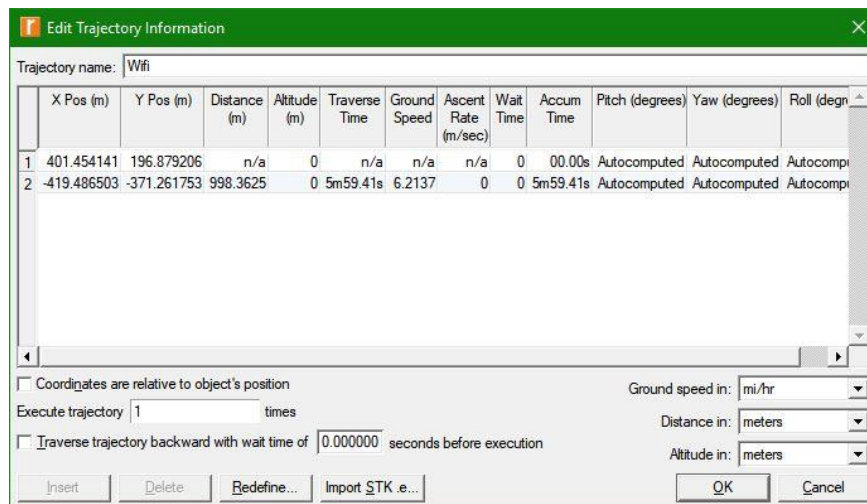 Edit Trajectory Information
Trajectory name: Wifi
X Pos (m) Y Pos (m) Distance (m) Altitude (m) Traverse Time Ground Speed Ascent Rate (m/sec) Wait Time Accum Time Pitch (degrees) Yaw (degrees) Roll (degr
1 401.454141 196.879206 n/a 0 n/a n/a n/a 0 00.00s Autocomputed Autocomputed Autocomp
2 -419.486503 -371.261753 998.3625 0 5m59.41s 6.2137 0 0 5m59.41s Autocomputed Autocomputed Autocomp
Coordinates are relative to object's position
Ground speed in: mi/hr
Execute trajectory 1 times
Distance in: meters
Traverse trajectory backward with wait time of 0.000000 seconds before execution
Altitude in: meters
Insert Delete Redefine... Import STK .e... OK Cancel